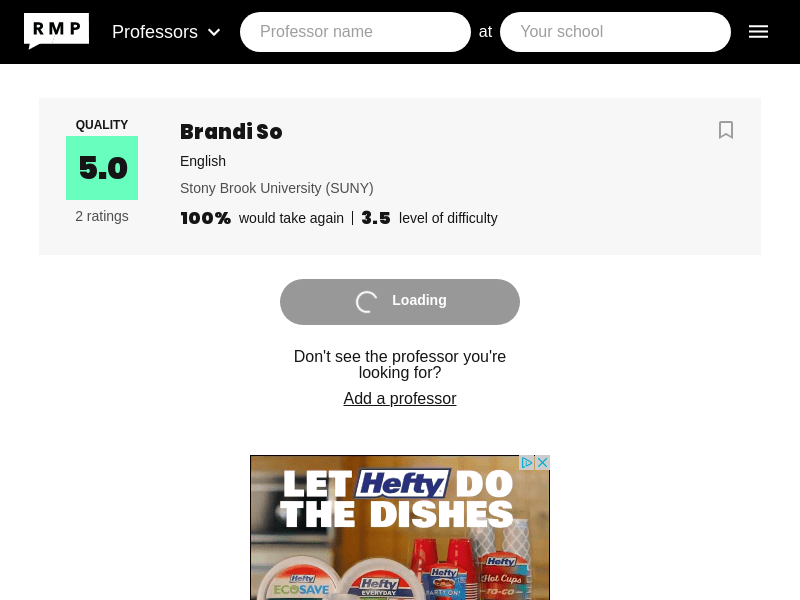 RMP
Professors
Professor name
at
Your school
QUALITY
5.0
2 ratings
Brandi So
English
Stony Brook University (SUNY)
100% would take again | 3.5 level of difficulty
Loading
Don't see the professor you're
looking for?
Add a professor
LET Hefty DO
THE DISHES
Hefty
ECOSAVE
Hefty
EVERYDAY
Hefty
PARTY ON!
Hefty
Hot Cups
TO-GO